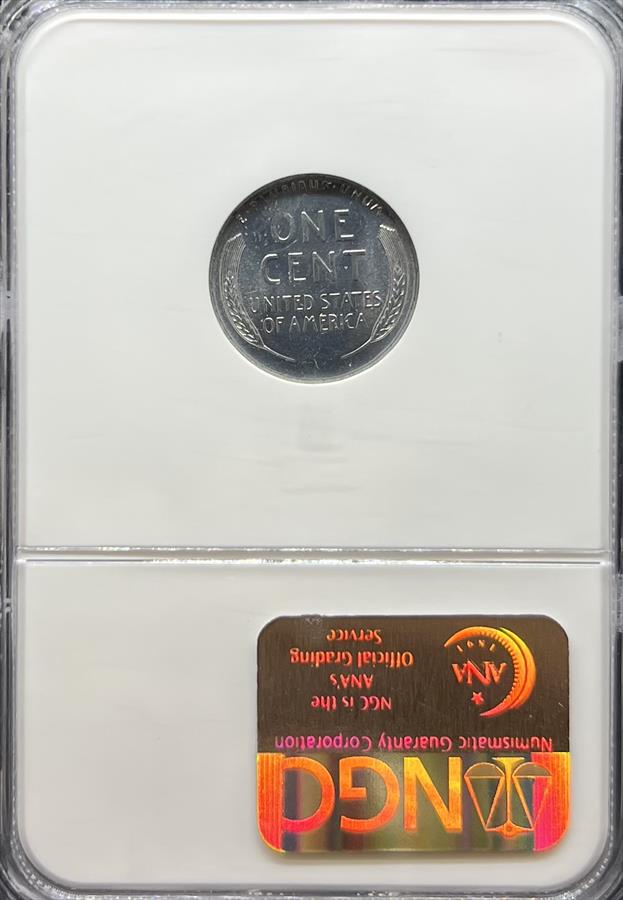 E·PLURIBUS·UNUM
ONE
CENT
UNITED STATES
OF AMERICA
NGC
Numismatic Guaranty Corporation
NGC is the
ANA's
Official Grading
Service
ANA
1891